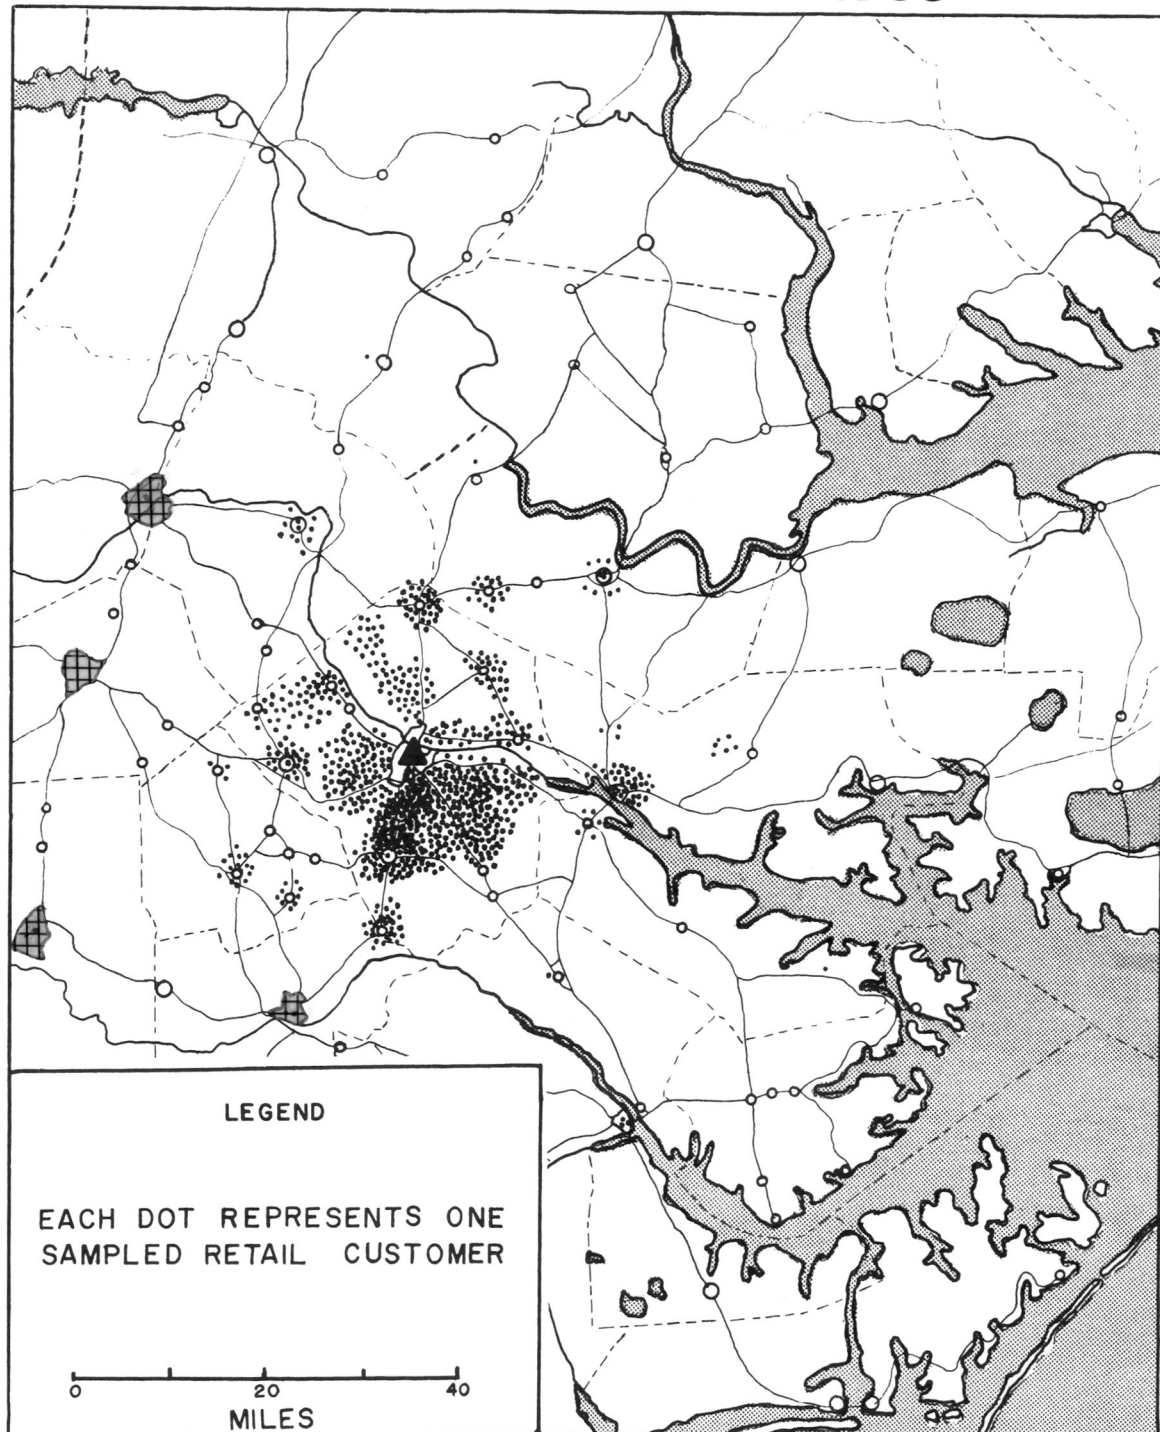 LEGEND
EACH DOT REPRESENTS ONE
SAMPLED RETAIL CUSTOMER
0 20 40
MILES